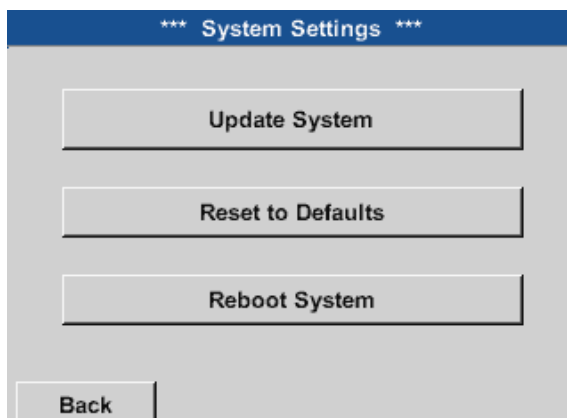 *** System Settings ***
Update System
Reset to Defaults
Reboot System
Back